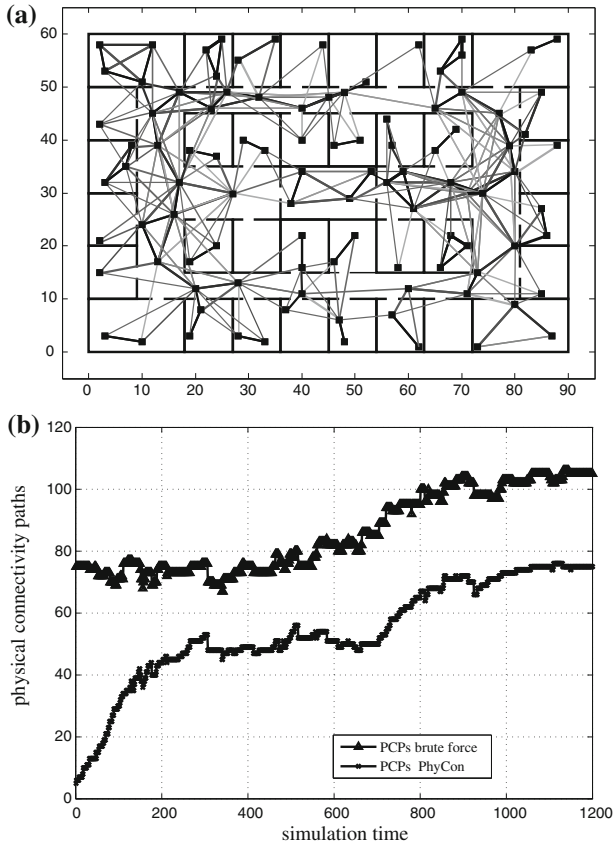 (a)
60
50
40
30
20
10
0
0 10 20 30 40 50 60 70 80 90
(b)
120
100
80
60
40
20
0
physical connectivity paths
PCPs brute force
PCPs PhyCon
0 200 400 600 800 1000 1200
simulation time